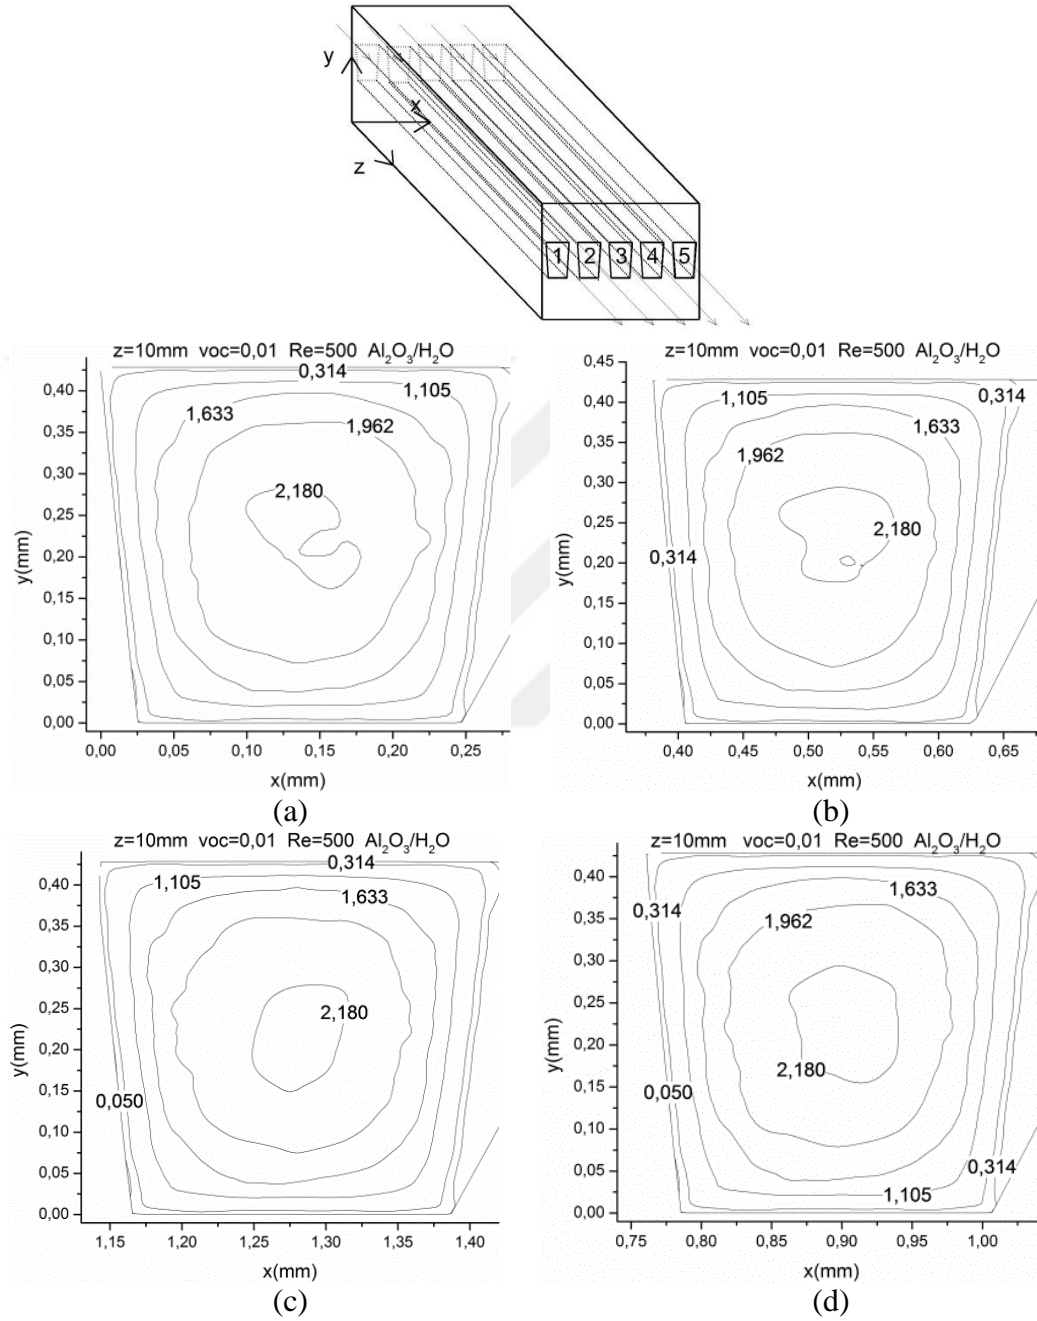 y
x
z
1 2 3 4 5
z=10mm voc=0,01 Re=500 Al₂O₃/H₂O
0,314
1,105
1,633
1,962
2,180
y(mm)
0,40
0,35
0,30
0,25
0,20
0,15
0,10
0,05
0,00
0,00 0,05 0,10 0,15 0,20 0,25
x(mm)
(a)
z=10mm voc=0,01 Re=500 Al₂O₃/H₂O
0,314
1,105
1,633
1,962
2,180
0,314
y(mm)
0,45
0,40
0,35
0,30
0,25
0,20
0,15
0,10
0,05
0,00
0,40 0,45 0,50 0,55 0,60 0,65
x(mm)
(b)
z=10mm voc=0,01 Re=500 Al₂O₃/H₂O
0,314
1,105
1,633
2,180
0,050
y(mm)
0,40
0,35
0,30
0,25
0,20
0,15
0,10
0,05
0,00
1,15 1,20 1,25 1,30 1,35 1,40
x(mm)
(c)
z=10mm voc=0,01 Re=500 Al₂O₃/H₂O
1,633
0,314
1,962
2,180
0,050
0,314
1,105
y(mm)
0,40
0,35
0,30
0,25
0,20
0,15
0,10
0,05
0,00
0,75 0,80 0,85 0,90 0,95 1,00
x(mm)
(d)